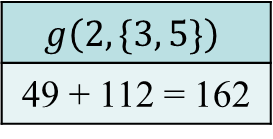 g(2,{3,5})
49 + 112 = 162